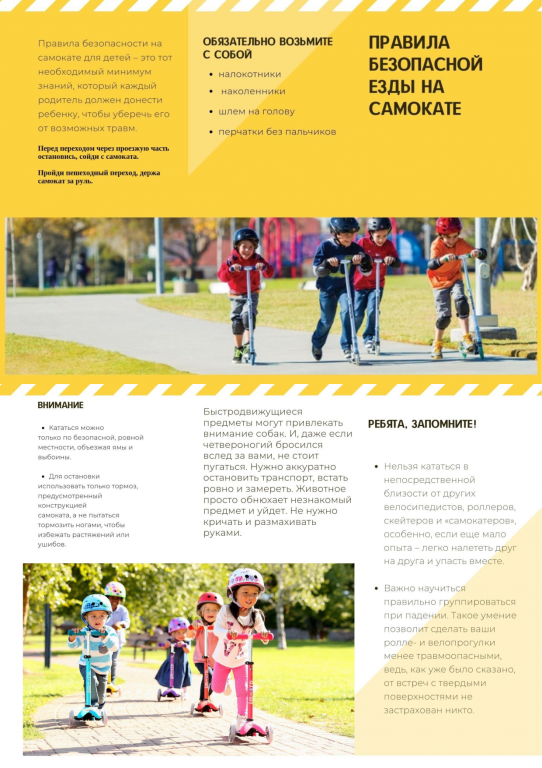 Правила безопасности на
самокате для детей – это тот
необходимый минимум
знаний, который каждый
родитель должен донести
ребенку, чтобы уберечь его
от возможных травм.
Перед переходом через проезжую часть
остановись, сойди с самоката.
Пройди пешеходный переход, держа
самокат за руль.
ОБЯЗАТЕЛЬНО ВОЗЬМИТЕ
С СОБОЙ
• налокотники
• наколенники
• шлем на голову
• перчатки без пальчиков
ПРАВИЛА
БЕЗОПАСНОЙ
ЕЗДЫ НА
САМОКАТЕ
ВНИМАНИЕ
• Кататься можно
только по безопасной, ровной
местности, объезжая ямы и
выбоины.
• Для остановки
использовать только тормоз,
предусмотренный
конструкцией
самоката, а не пытаться
тормозить ногами, чтобы
избежать растяжений или
ушибов.
Быстродвижущиеся
предметы могут привлекать
внимание собак. И, даже если
четвероногий бросился
вслед за вами, не стоит
пугаться. Нужно аккуратно
остановить транспорт, встать
ровно и замереть. Животное
просто обнюхает незнакомый
предмет и уйдет. Не нужно
кричать и размахивать
руками.
РЕБЯТА, ЗАПОМНИТЕ!
• Нельзя кататься в
непосредственной
близости от других
велосипедистов, роллеров,
скейтеров и «самокатеров»,
особенно, если еще мало
опыта – легко налететь друг
на друга и упасть вместе.
• Важно научиться
правильно группироваться
при падении. Такое умение
позволит сделать ваши
ролле- и велопрогулки
менее травмоопасными,
ведь, как уже было сказано,
от встреч с твердыми
поверхностями не
застрахован никто.